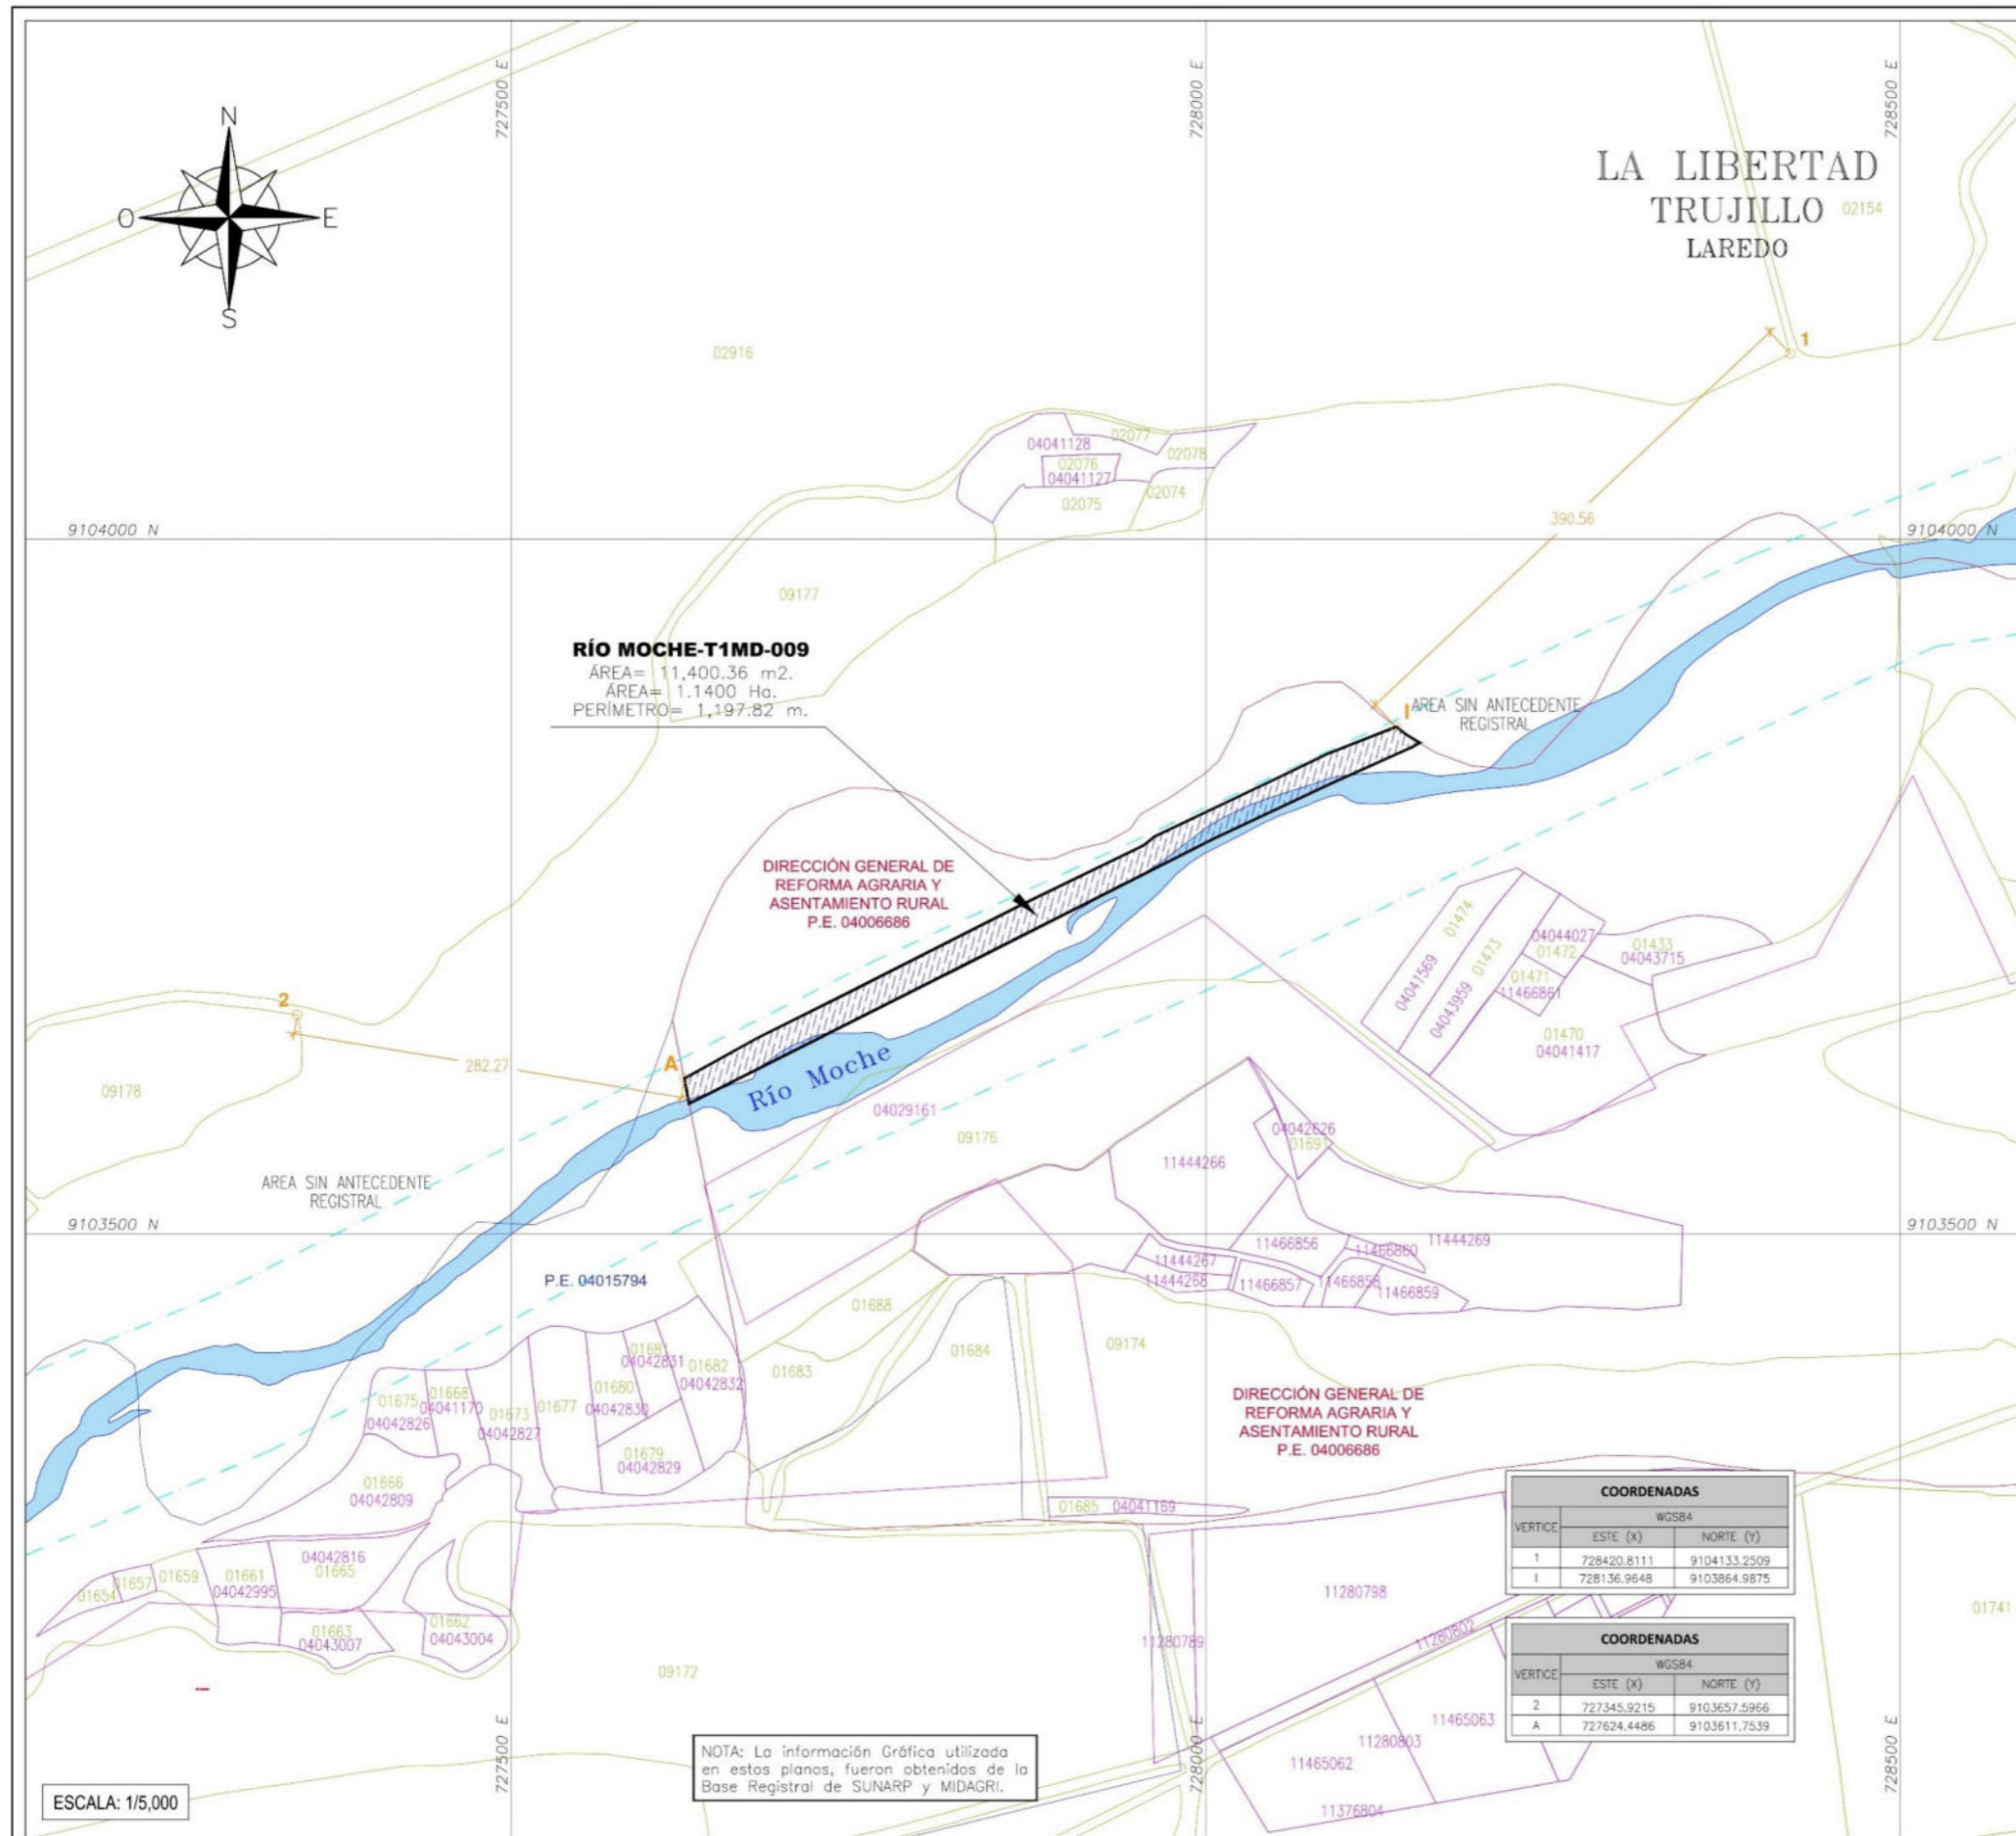 727500 E
728000 E
728500 E
N
O
E
S
LA LIBERTAD
TRUJILLO
LAREDO
02154
1
02916
04041128
02077
02078
02076
04041127
02074
02075
390.56
9104000 N
9104000 N
09177
RÍO MOCHE-T1MD-009
ÁREA= 11,400.36 m2.
ÁREA= 1.1400 Ha.
PERÍMETRO= 1,197.82 m.
I
AREA SIN ANTECEDENTE
REGISTRAL
DIRECCIÓN GENERAL DE
REFORMA AGRARIA Y
ASENTAMIENTO RURAL
P.E. 04006686
04041569
01474
04043959
01473
04044027
01472
01471
11466861
01433
04043715
01470
04041417
2
282.27
A
Río Moche
09178
04029161
09176
04042626
01691
11444266
AREA SIN ANTECEDENTE
REGISTRAL
9103500 N
9103500 N
11466856
11466860
11444269
11444267
11444268
11466857
11466858
11466859
P.E. 04015794
01688
01684
01683
09174
01681
04042831
01682
04042832
01680
04042830
01677
01675
04042826
01668
04041170
01673
04042827
01679
04042829
DIRECCIÓN GENERAL DE
REFORMA AGRARIA Y
ASENTAMIENTO RURAL
P.E. 04006686
01666
04042809
01685 04041169
04042816
01665
01654
01657
01659
01661
04042995
01663
04043007
01662
04043004
11280798
11280789
11280802
01741
09172
11465063
11280803
11465062
11376804
COORDENADAS
VERTICE
WGS84
ESTE (X) NORTE (Y)
1 728420.8111 9104133.2509
I 728136.9648 9103864.9875
COORDENADAS
VERTICE
WGS84
ESTE (X) NORTE (Y)
2 727345.9215 9103657.5966
A 727624.4486 9103611.7539
727500 E
728000 E
728500 E
NOTA: La información Gráfica utilizada
en estos planos, fueron obtenidos de la
Base Registral de SUNARP y MIDAGRI.
ESCALA: 1/5,000